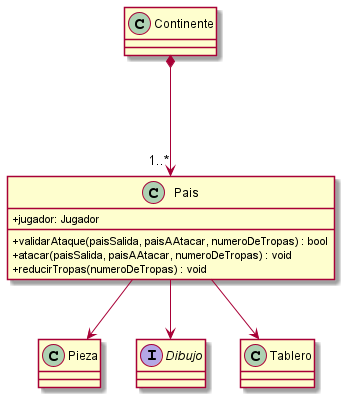 C Continente
1..*
C Pais
+jugador: Jugador
+validarAtaque(paisSalida, paisAAtacar, numeroDeTropas) : bool
+atacar(paisSalida, paisAAtacar, numeroDeTropas) : void
+reducirTropas(numeroDeTropas) : void
C Pieza
I Dibujo
C Tablero